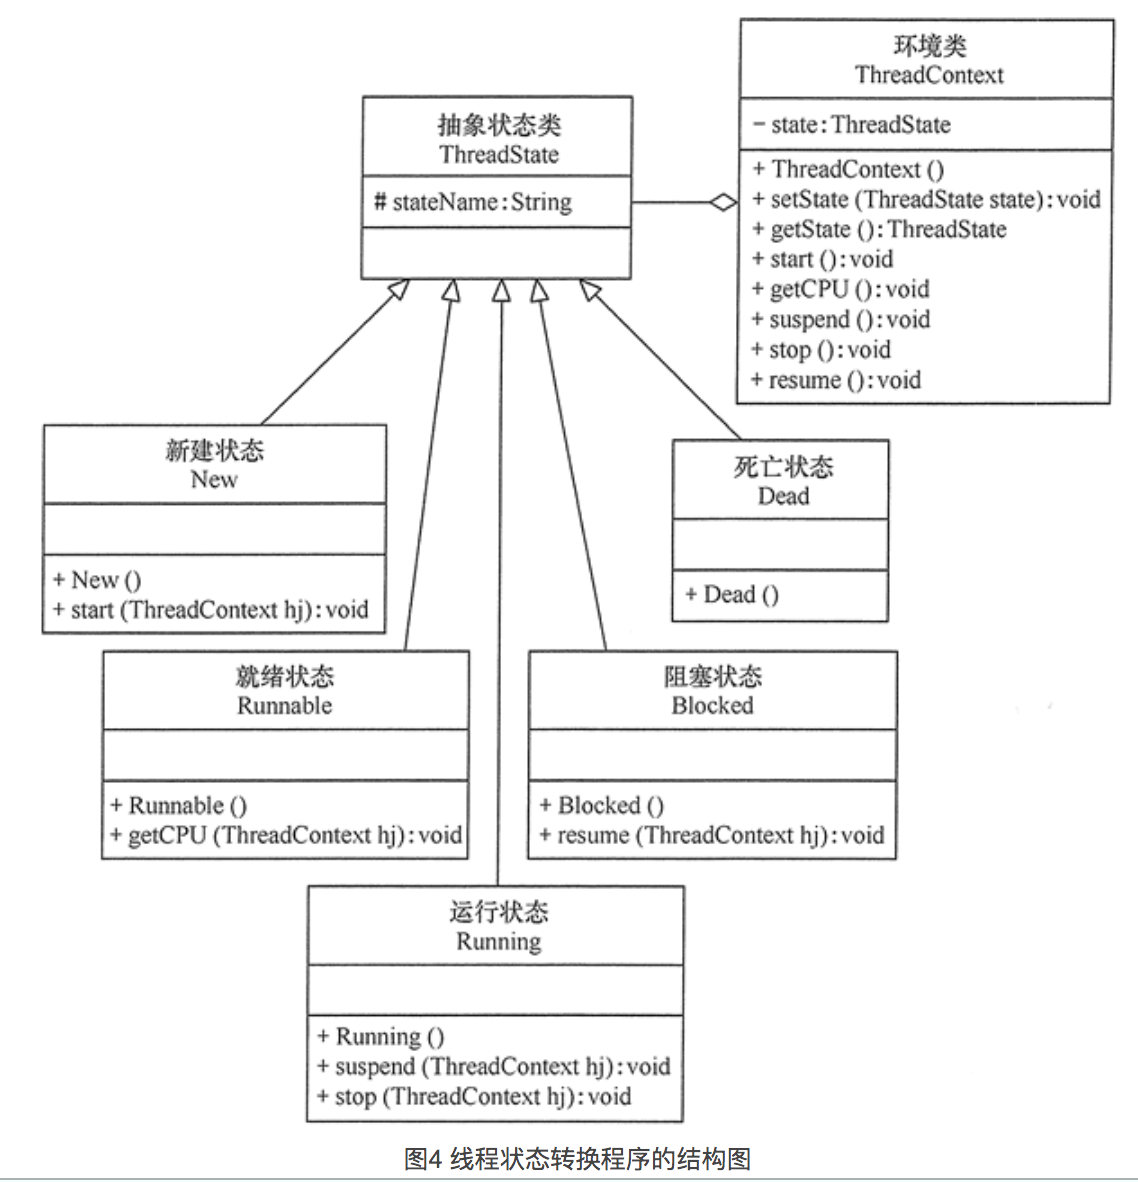 环境类
ThreadContext
− state:ThreadState
+ ThreadContext ()
+ setState (ThreadState state):void
+ getState ():ThreadState
+ start ():void
+ getCPU ():void
+ suspend ():void
+ stop ():void
+ resume ():void
抽象状态类
ThreadState
# stateName:String
新建状态
New
+ New ()
+ start (ThreadContext hj):void
死亡状态
Dead
+ Dead ()
就绪状态
Runnable
+ Runnable ()
+ getCPU (ThreadContext hj):void
阻塞状态
Blocked
+ Blocked ()
+ resume (ThreadContext hj):void
运行状态
Running
+ Running ()
+ suspend (ThreadContext hj):void
+ stop (ThreadContext hj):void
图4 线程状态转换程序的结构图